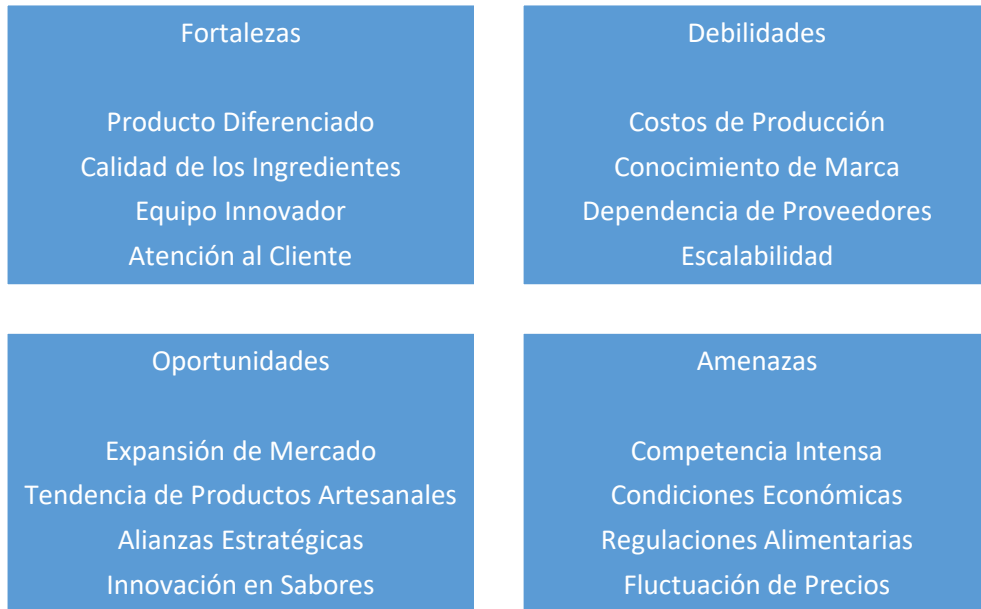 Fortalezas
Producto Diferenciado
Calidad de los Ingredientes
Equipo Innovador
Atención al Cliente
Debilidades
Costos de Producción
Conocimiento de Marca
Dependencia de Proveedores
Escalabilidad
Oportunidades
Expansión de Mercado
Tendencia de Productos Artesanales
Alianzas Estratégicas
Innovación en Sabores
Amenazas
Competencia Intensa
Condiciones Económicas
Regulaciones Alimentarias
Fluctuación de Precios